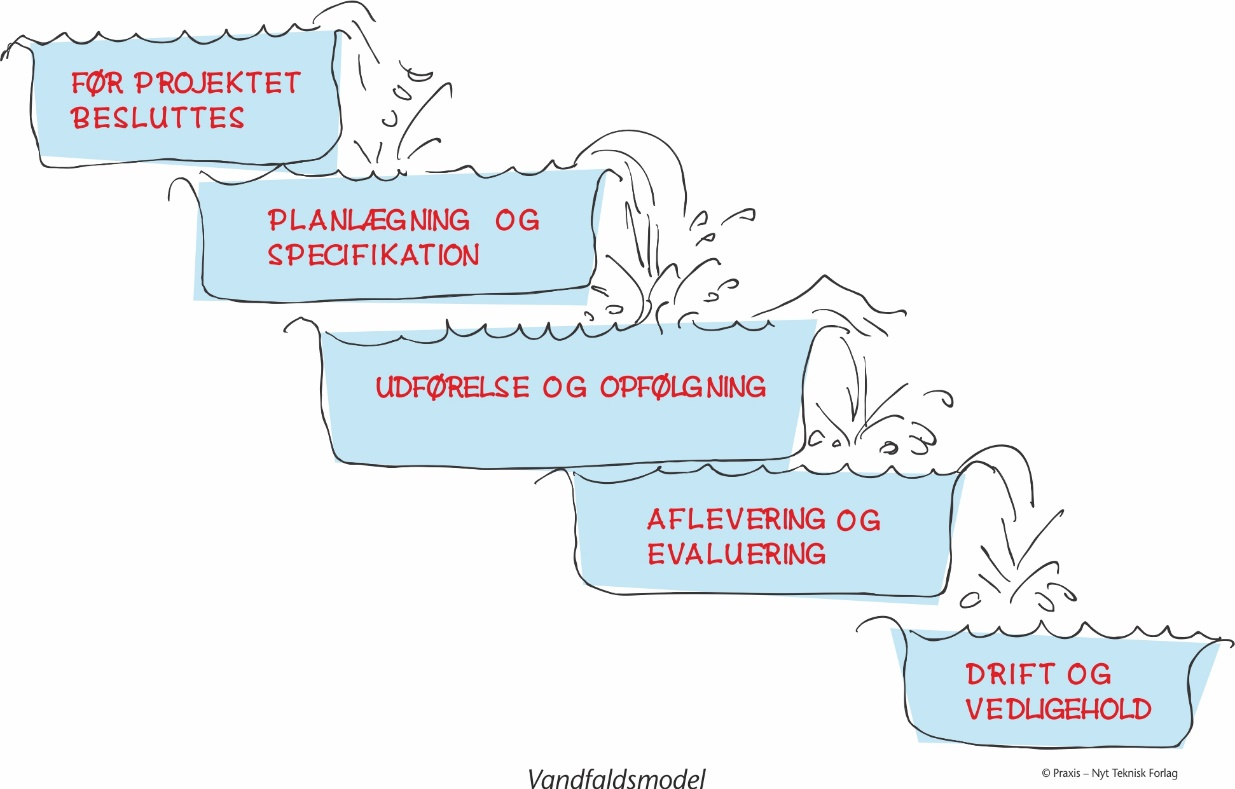 FØR PROJEKTET
BESLUTTES
PLANLÆGNING OG
SPECIFIKATION
UDFØRELSE OG OPFØLGNING
AFLEVERING OG
EVALUERING
DRIFT OG
VEDLIGEHOLD
Vandfaldsmodel
© Praxis – Nyt Teknisk Forlag